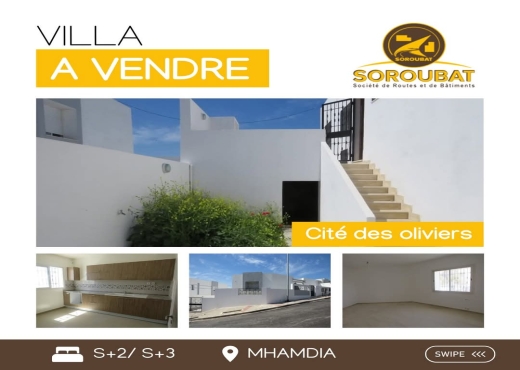 VILLA
A VENDRE
SOROUBAT
SOROUBAT
Société de Routes et de Bâtiments
Cité des oliviers
S+2/ S+3
MHAMDIA
SWIPE <<<